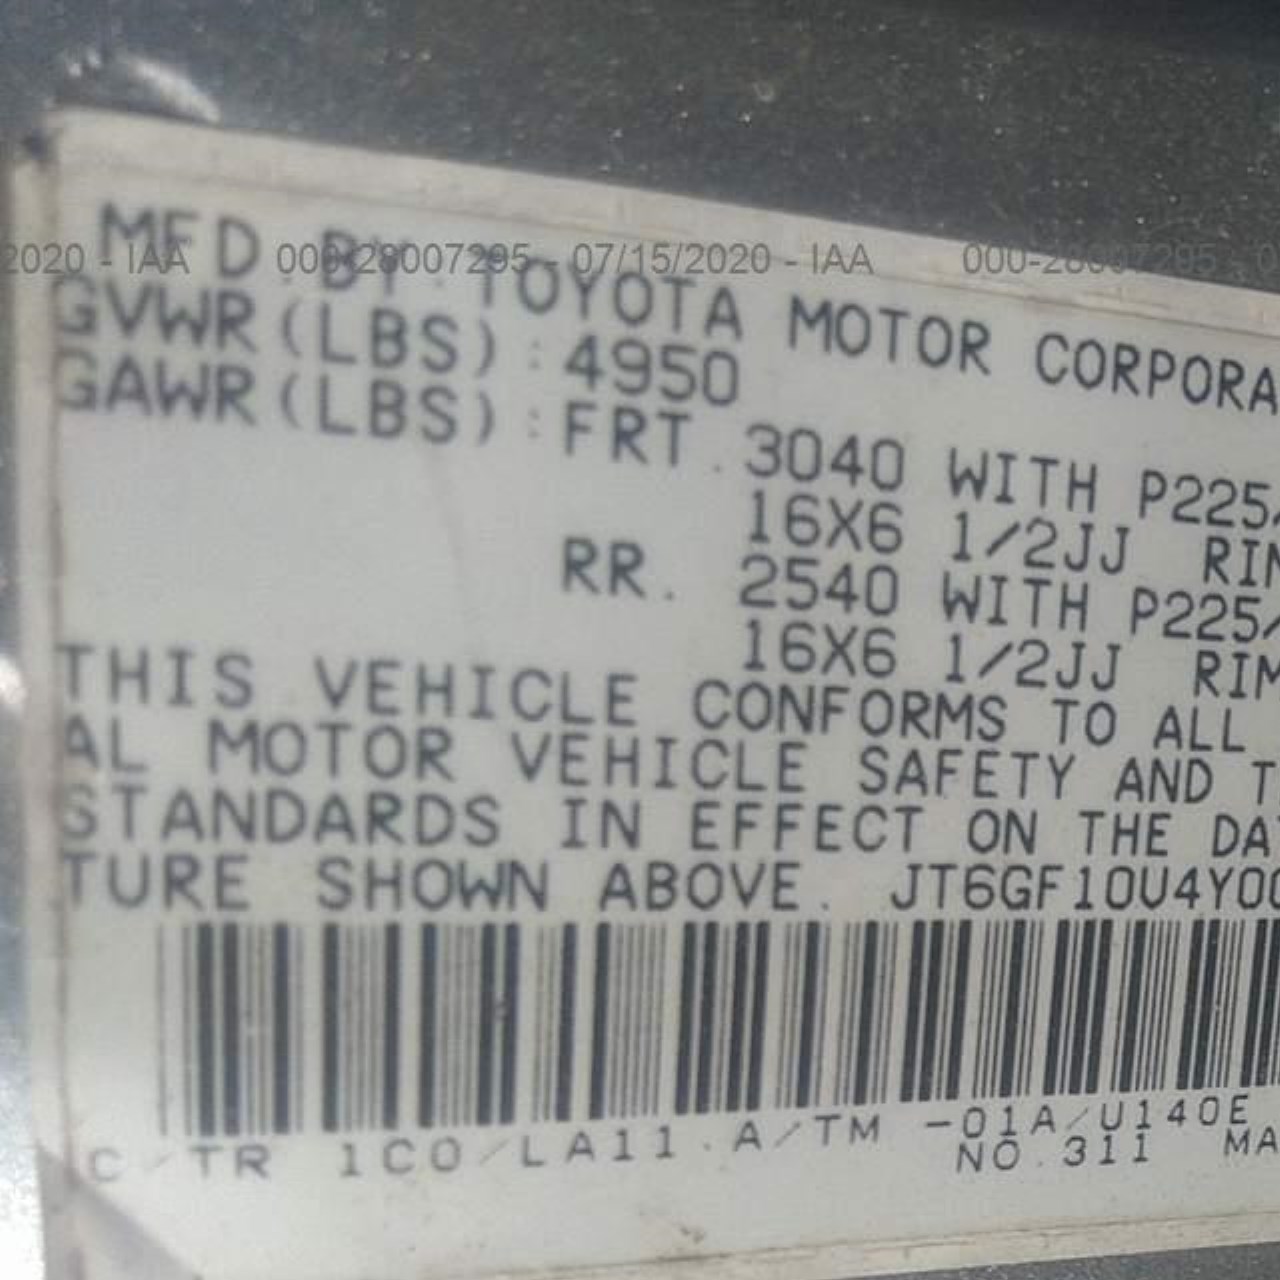 MFD. BY: TOYOTA MOTOR CORPORA
2020 - IAA 000-28007295 - 07/15/2020 - IAA 000-28007295 - 0
GVWR(LBS):4950
GAWR(LBS):FRT. 3040 WITH P225/
16X6 1/2JJ RIM
RR. 2540 WITH P225/
16X6 1/2JJ RIM
THIS VEHICLE CONFORMS TO ALL
AL MOTOR VEHICLE SAFETY AND T
STANDARDS IN EFFECT ON THE DAT
TURE SHOWN ABOVE. JT6GF10U4Y00
C/TR 1C0/LA11. A/TM -01A/U140E
NO.311 MA